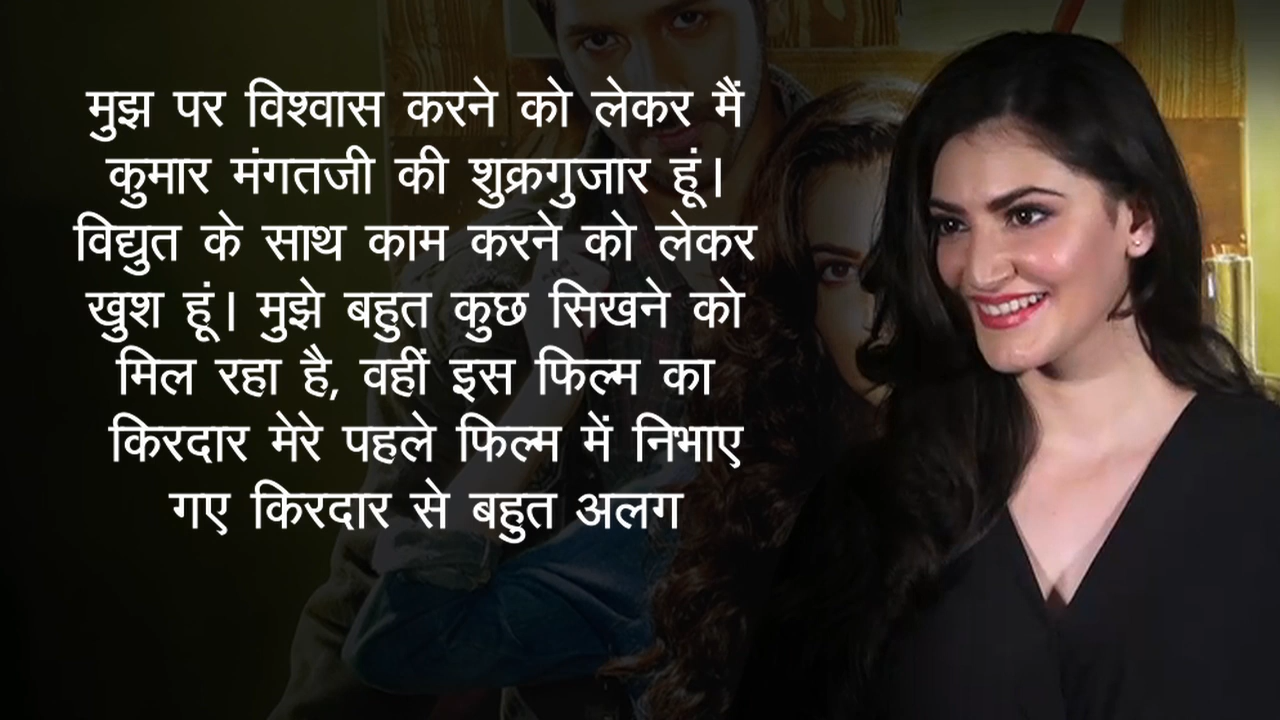 मुझ पर विश्वास करने को लेकर मैं
कुमार मंगतजी की शुक्रगुजार हूं।
विद्युत के साथ काम करने को लेकर
खुश हूं। मुझे बहुत कुछ सिखने को
मिल रहा है, वहीं इस फिल्म का
किरदार मेरे पहले फिल्म में निभाए
गए किरदार से बहुत अलग